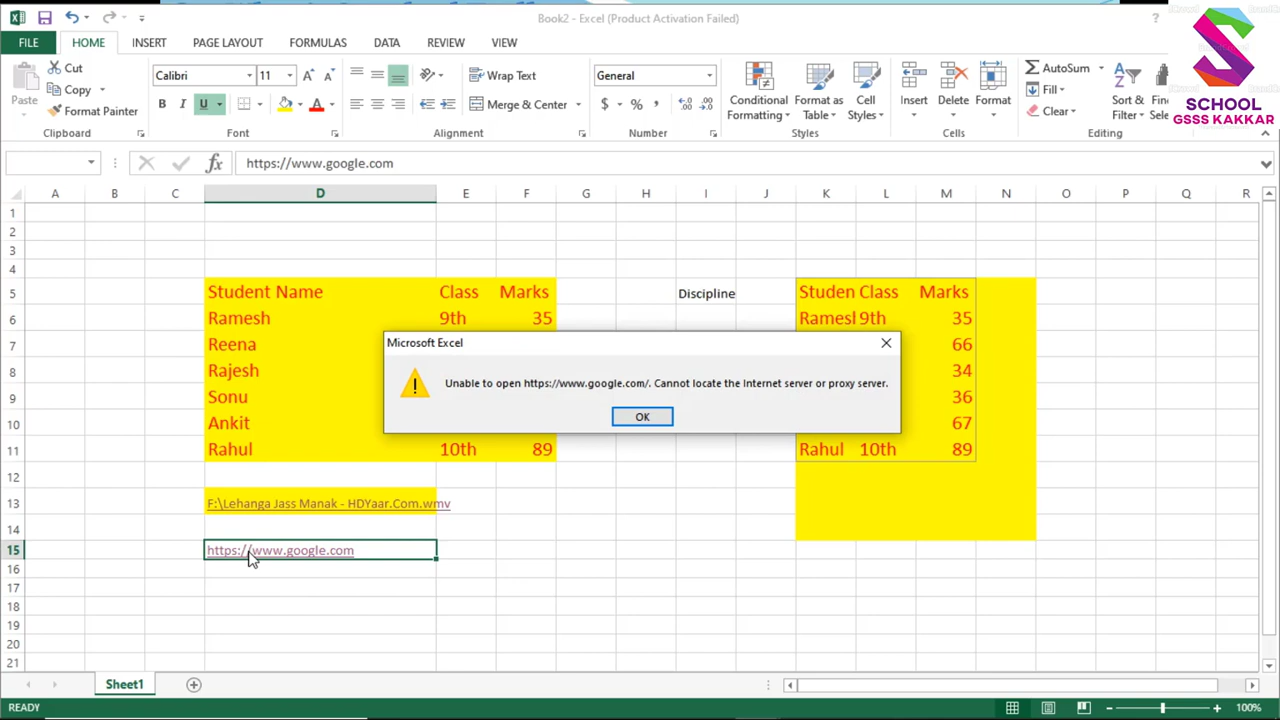 Book2 - Excel (Product Activation Failed)
?
FILE HOME INSERT PAGE LAYOUT FORMULAS DATA REVIEW VIEW
Paste Cut Copy Format Painter
Clipboard
Calibri 11 A A
B I U A
Font
Wrap Text
Merge & Center
Alignment
General
$ % , .00 .0
Number
Conditional Formatting Format as Table Cell Styles
Styles
Insert Delete Format
Cells
AutoSum Fill Clear
Sort & Filter
Editing
SCHOOL
GSSS KAKKAR
fx https://www.google.com
A B C D E F G H I J K L M N O P Q R
1
2
3
4
5 Student Name Class Marks Discipline Studen Class Marks
6 Ramesh 9th 35 Ramesl 9th 35
7 Reena 66
8 Rajesh 34
9 Sonu 36
10 Ankit 67
11 Rahul 10th 89 Rahul 10th 89
12
13 F:\Lehanga Jass Manak - HDYaar.Com.wmv
14
15 https://www.google.com
16
17
18
19
20
21
Microsoft Excel
Unable to open https://www.google.com/. Cannot locate the Internet server or proxy server.
OK
Sheet1
READY 100%